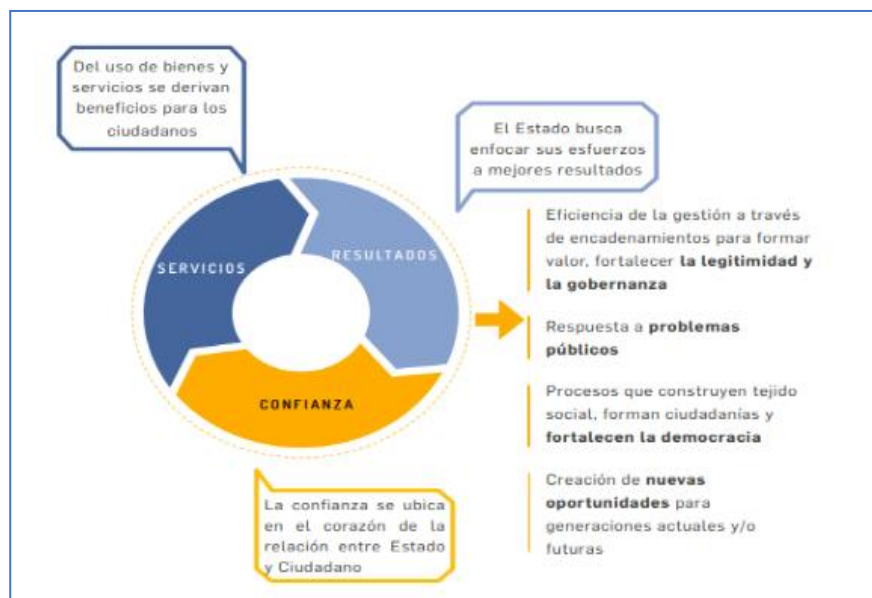 Del uso de bienes y
servicios se derivan
beneficios para los
ciudadanos
El Estado busca
enfocar sus esfuerzos
a mejores resultados
SERVICIOS
RESULTADOS
CONFIANZA
Eficiencia de la gestión a través
de encadenamientos para formar
valor, fortalecer la legitimidad y
la gobernanza
Respuesta a problemas
públicos
Procesos que construyen tejido
social, forman ciudadanías y
fortalecen la democracia
Creación de nuevas
oportunidades para
generaciones actuales y/o
futuras
La confianza se ubica
en el corazón de la
relación entre Estado
y Ciudadano